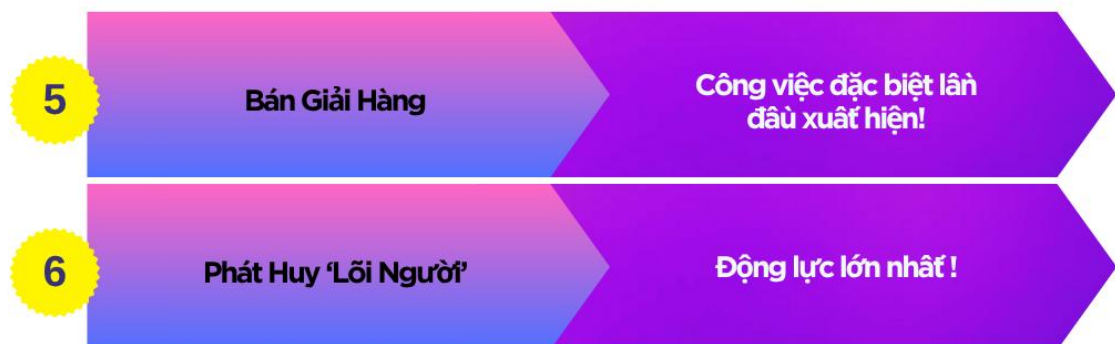 5
Bán Giải Hàng
Công việc đặc biệt lần
đầu xuất hiện!
6
Phát Huy ‘Lõi Người’
Động lực lớn nhất !